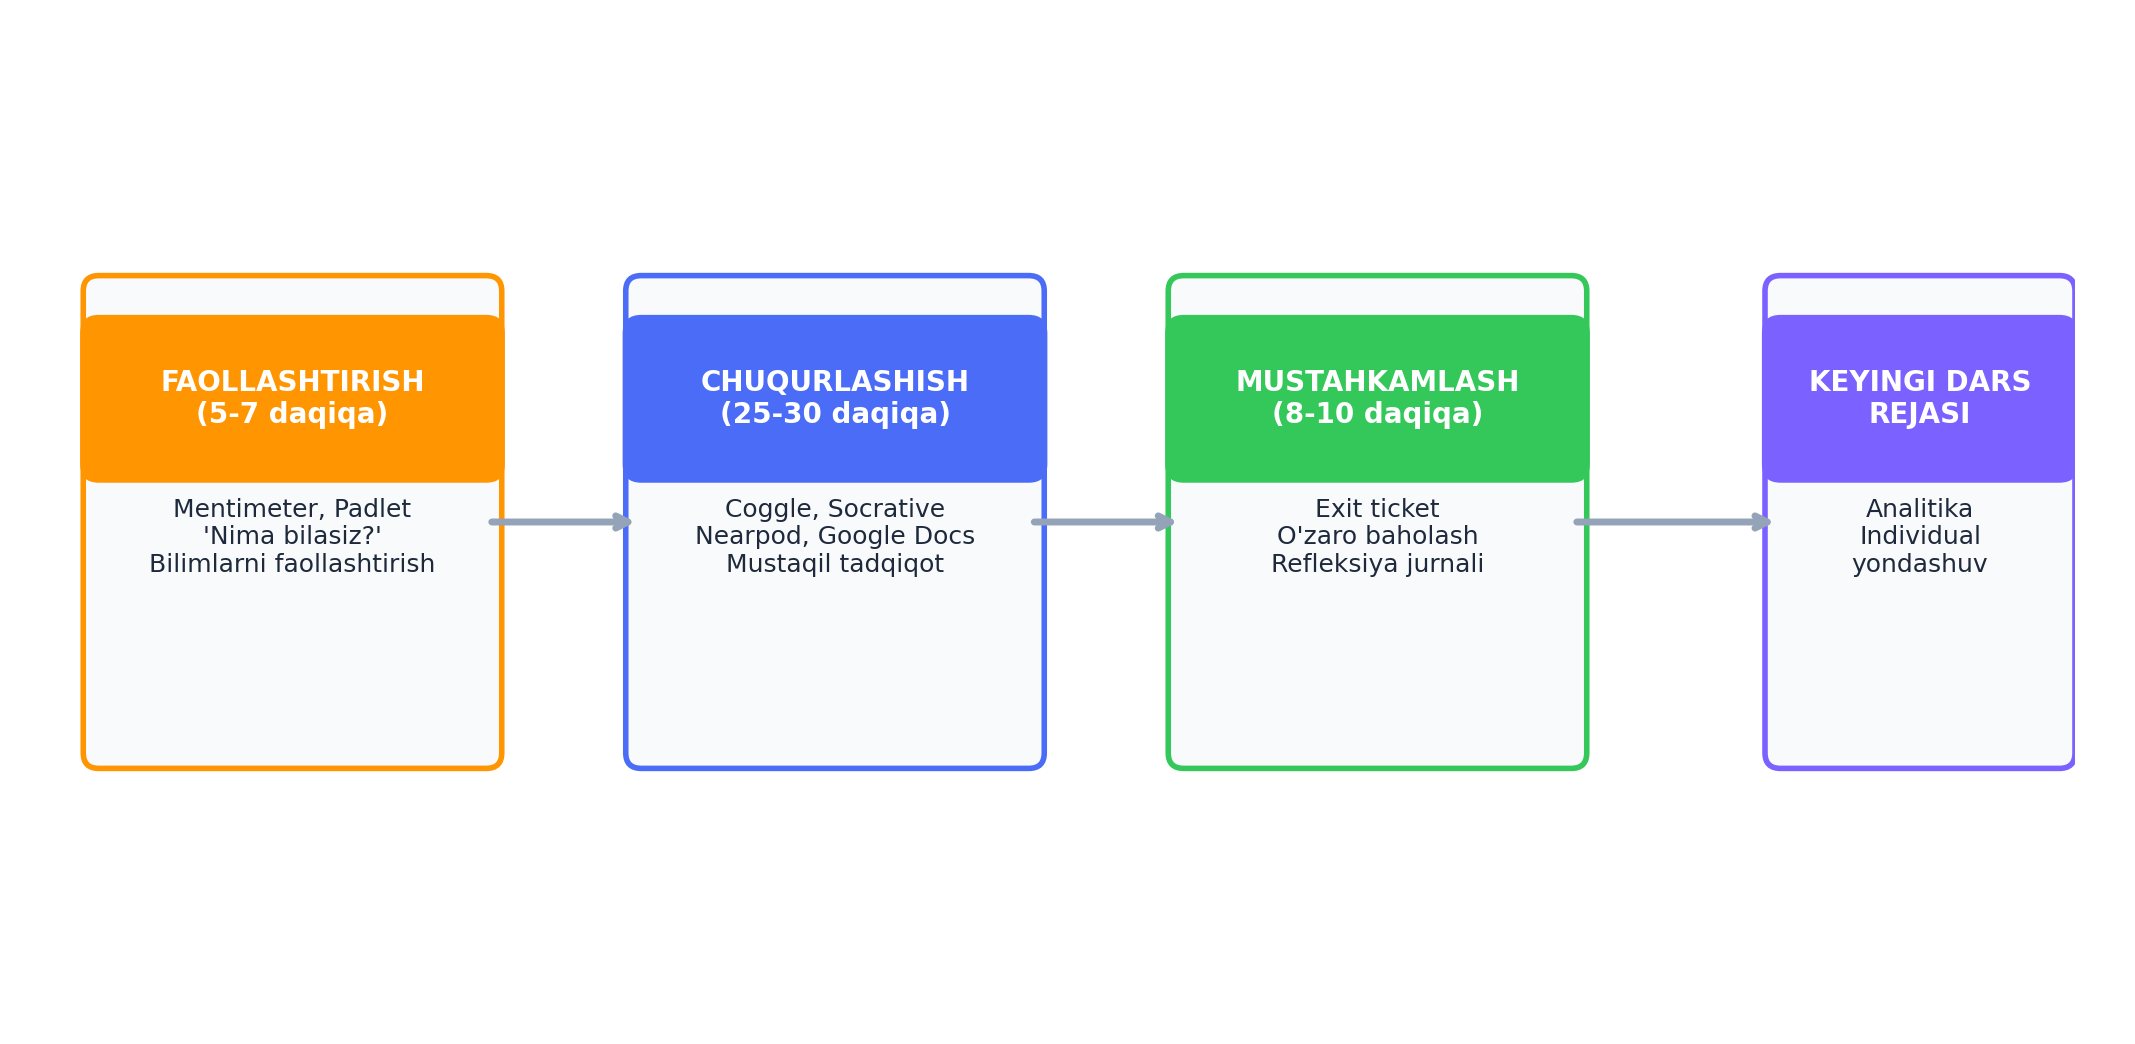 FAOLLASHTIRISH
(5-7 daqiqa)
Mentimeter, Padlet
'Nima bilasiz?'
Bilimlarni faollashtirish
CHUQURLASHISH
(25-30 daqiqa)
Coggle, Socrative
Nearpod, Google Docs
Mustaqil tadqiqot
MUSTAHKAMLASH
(8-10 daqiqa)
Exit ticket
O'zaro baholash
Refleksiya jurnali
KEYINGI DARS
REJASI
Analitika
Individual
yondashuv